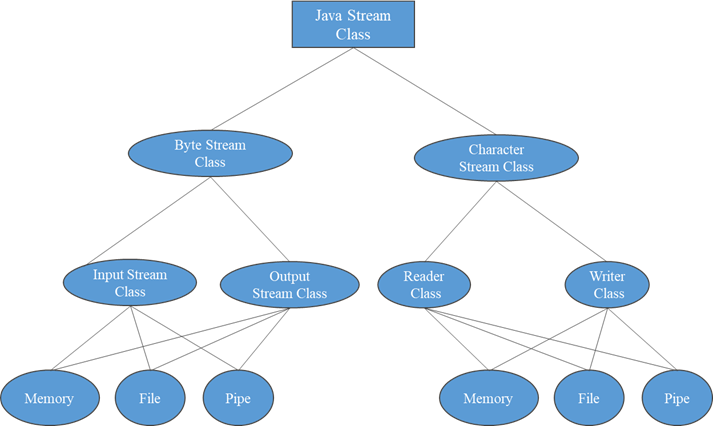 Java Stream
Class
Byte Stream
Class
Character
Stream Class
Input Stream
Class
Output
Stream Class
Reader
Class
Writer
Class
Memory
File
Pipe
Memory
File
Pipe